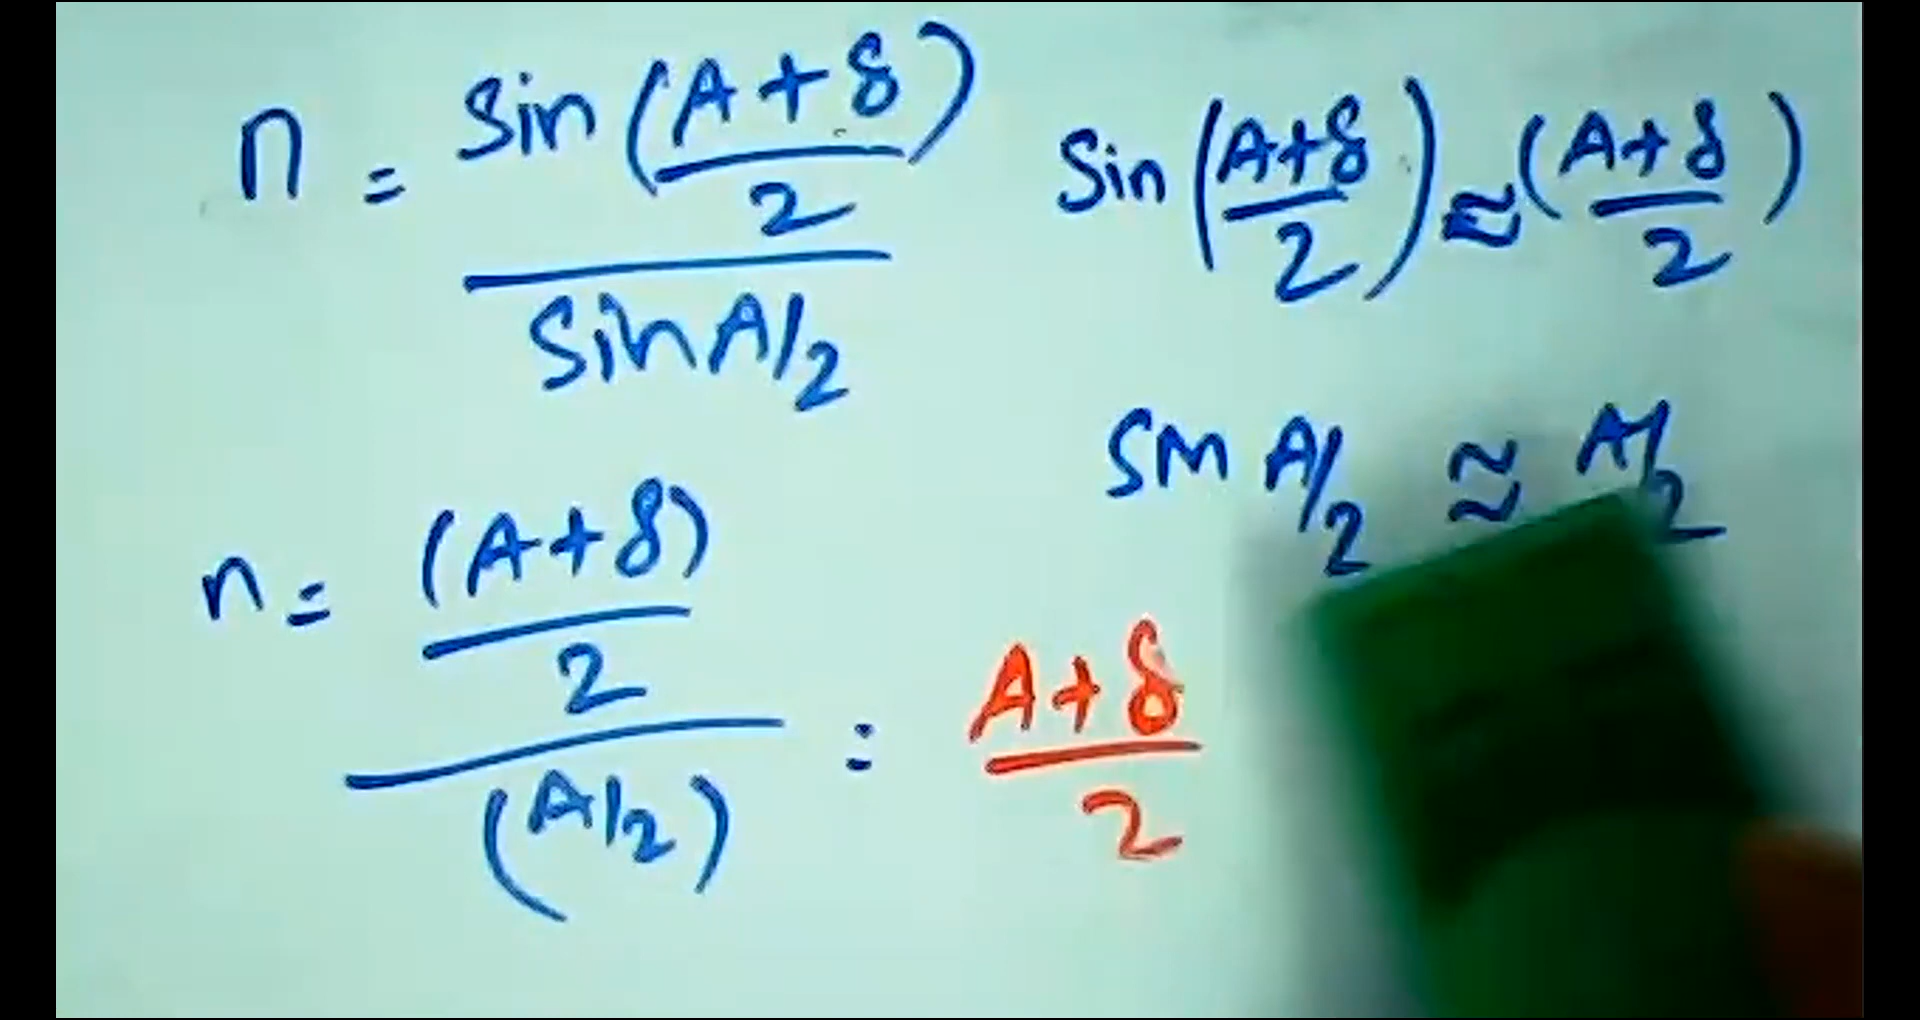 n = Sin (A+δ / 2) / Sin A/2
Sin (A+δ / 2) ≈ (A+δ / 2)
Sin A/2 ≈ A/2
n = (A+δ) / 2 / (A/2) = A+δ / 2